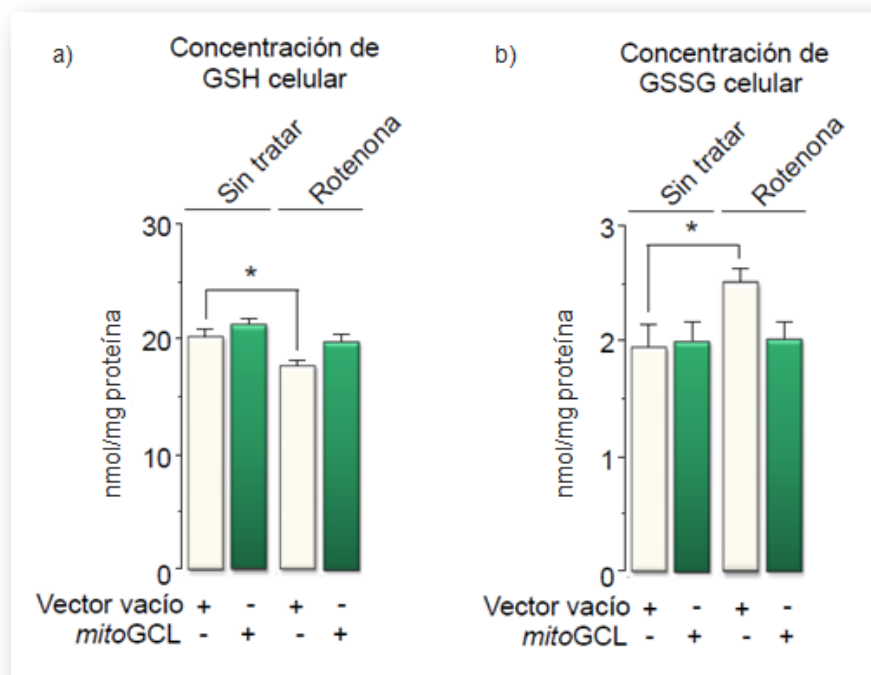 a)
Concentración de
GSH celular
Sin tratar
Rotenona
nmol/mg proteína
30
20
10
0
*
Vector vacío + - + -
mitoGCL - + - +
b)
Concentración de
GSSG celular
Sin tratar
Rotenona
nmol/mg proteína
3
2
1
0
*
Vector vacío + - + -
mitoGCL - + - +